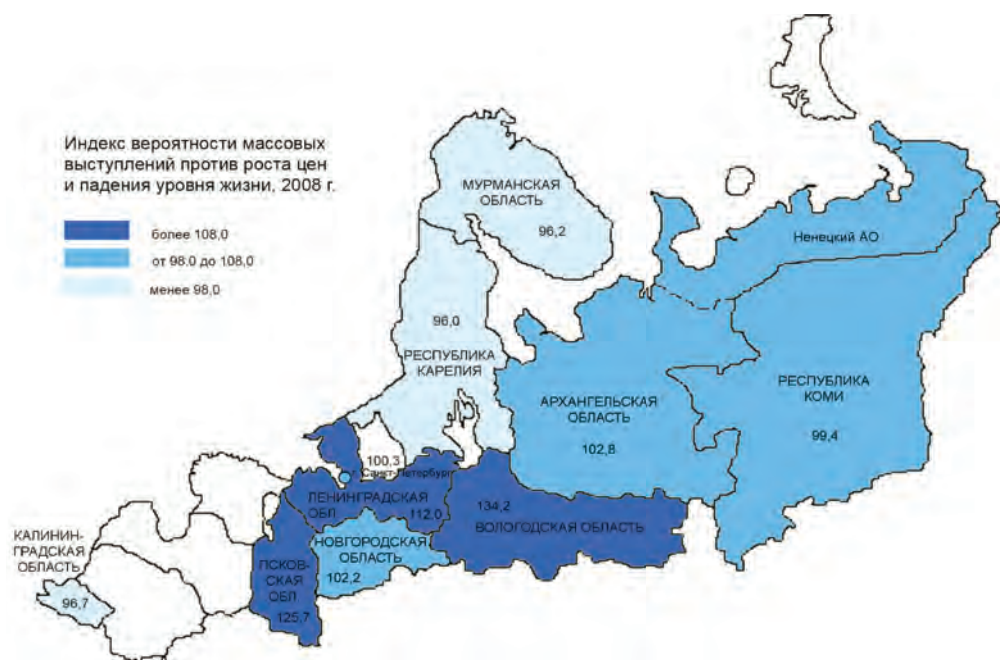 Индекс вероятности массовых
выступлений против роста цен
и падения уровня жизни, 2008 г.
более 108,0
от 98,0 до 108,0
менее 98,0
МУРМАНСКАЯ
ОБЛАСТЬ
96,2
Ненецкий АО
96,0
РЕСПУБЛИКА
КАРЕЛИЯ
РЕСПУБЛИКА
КОМИ
99,4
АРХАНГЕЛЬСКАЯ
ОБЛАСТЬ
102,8
100,3
г. Санкт-Петербург
ЛЕНИНГРАДСКАЯ
ОБЛ
112,0
134,2
ВОЛОГОДСКАЯ ОБЛАСТЬ
НОВГОРОДСКАЯ
ОБЛАСТЬ
102,2
ПСКОВ-
СКАЯ
ОБЛ
125,7
КАЛИНИН-
ГРАДСКАЯ
ОБЛАСТЬ
96,7